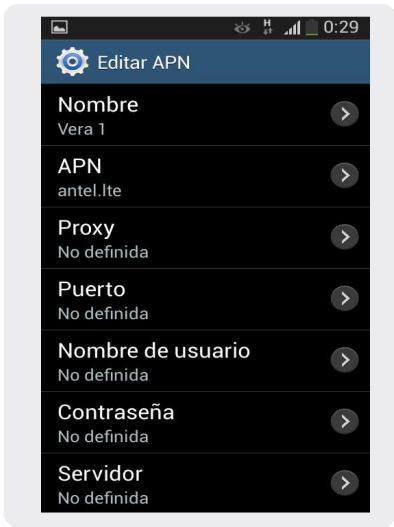 H 0:29
Editar APN
Nombre
Vera 1
APN
antel.lte
Proxy
No definida
Puerto
No definida
Nombre de usuario
No definida
Contraseña
No definida
Servidor
No definida